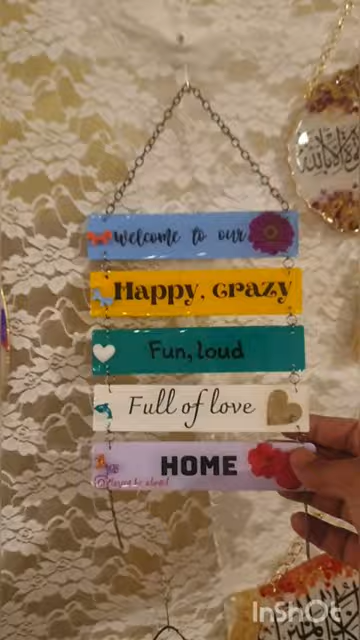 welcome to our
Happy, crazy
Fun, loud
Full of love
HOME
InShOt